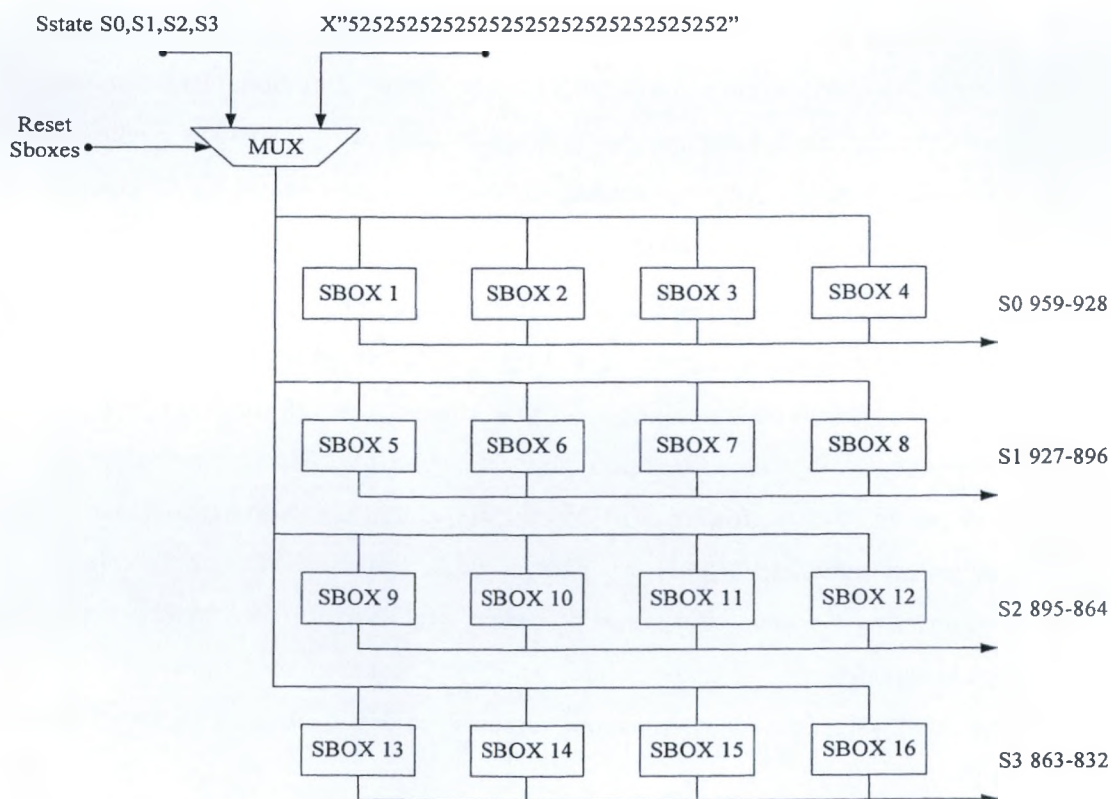 Sstate S0,S1,S2,S3
X”52525252525252525252525252525252”
Reset
Sboxes
MUX
SBOX 1
SBOX 2
SBOX 3
SBOX 4
S0 959-928
SBOX 5
SBOX 6
SBOX 7
SBOX 8
S1 927-896
SBOX 9
SBOX 10
SBOX 11
SBOX 12
S2 895-864
SBOX 13
SBOX 14
SBOX 15
SBOX 16
S3 863-832